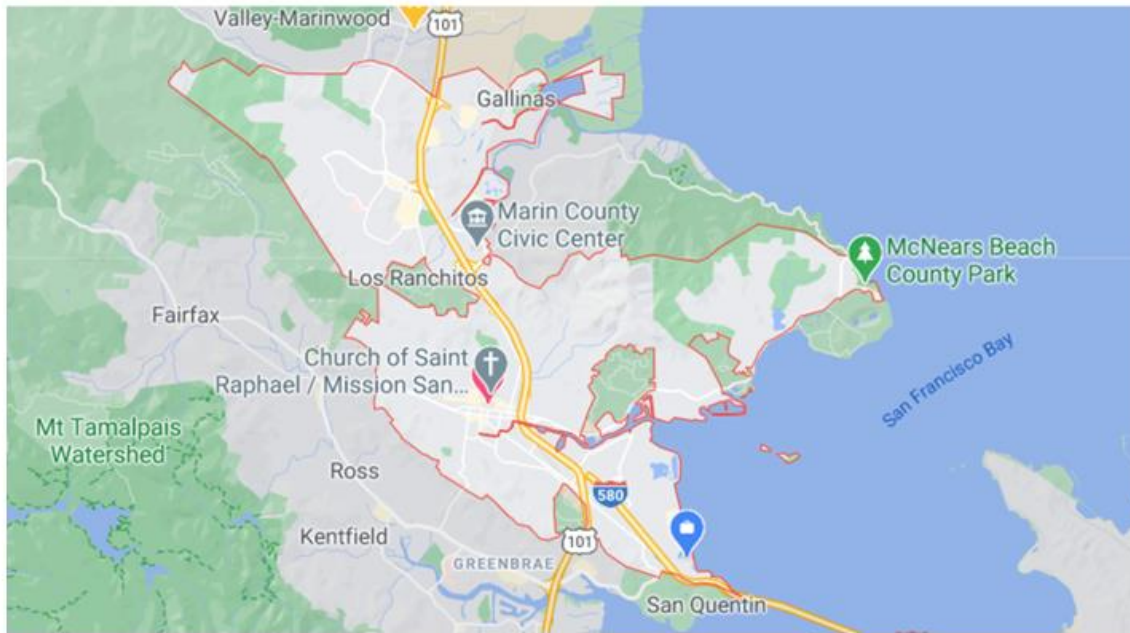 Valley-Marinwood
101
Gallinas
Marin County
Civic Center
McNears Beach
County Park
Los Ranchitos
Fairfax
Church of Saint
Raphael / Mission San...
San Francisco Bay
Mt Tamalpais
Watershed
Ross
580
Kentfield
101
GREENBRAE
San Quentin